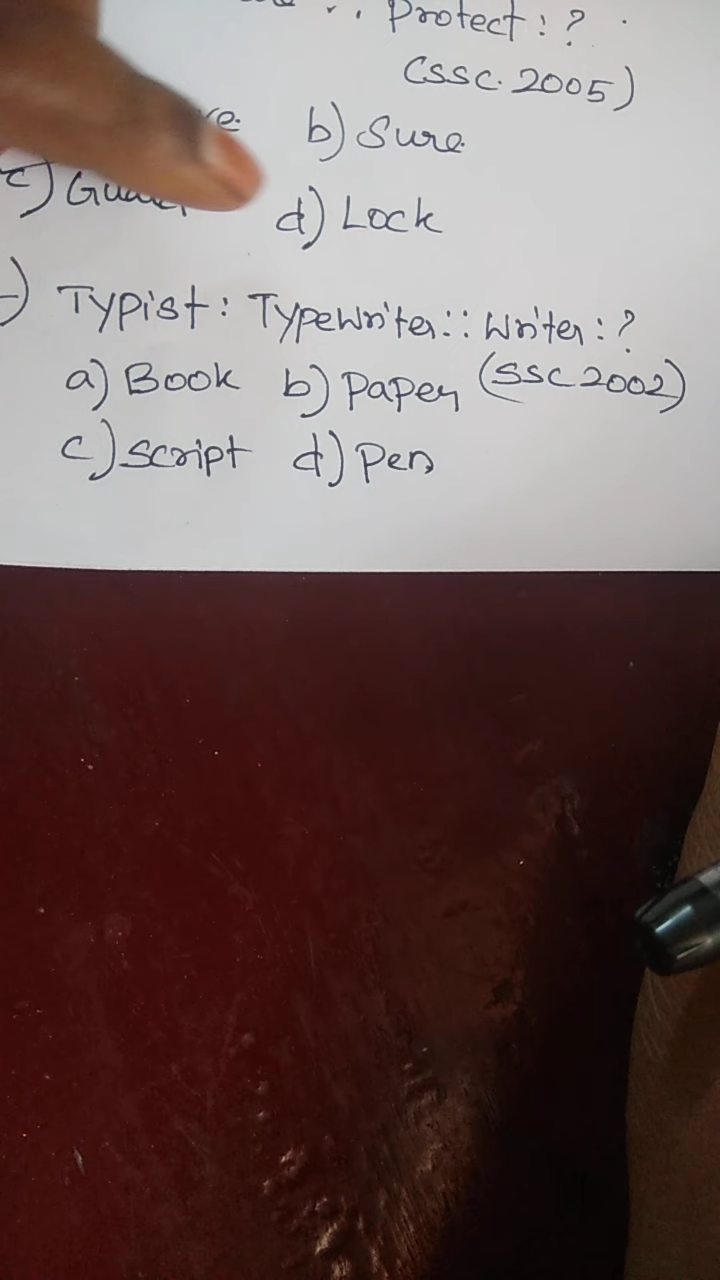 Protect : ?
(SSC. 2005)
b) Sure
c) d) Lock
Typist : Typewriter :: Writer : ?
a) Book b) Paper (SSC 2002)
c) Script d) Pen